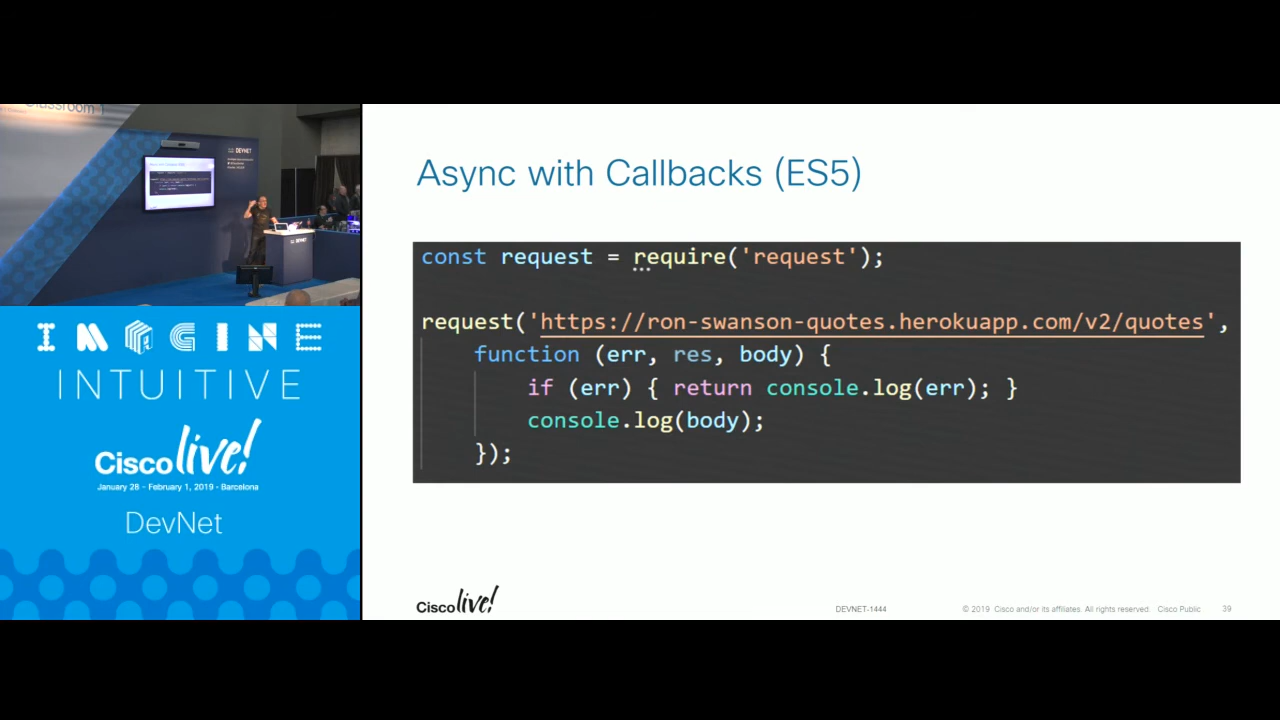 Classroom 1
DEVNET
IMAGINE
INTUITIVE
Cisco live!
January 28 - February 1, 2019 • Barcelona
DevNet
Async with Callbacks (ES5)
const request = require('request');
request('https://ron-swanson-quotes.herokuapp.com/v2/quotes',
function (err, res, body) {
if (err) { return console.log(err); }
console.log(body);
});
Cisco live!
DEVNET-1444
© 2019 Cisco and/or its affiliates. All rights reserved. Cisco Public
39